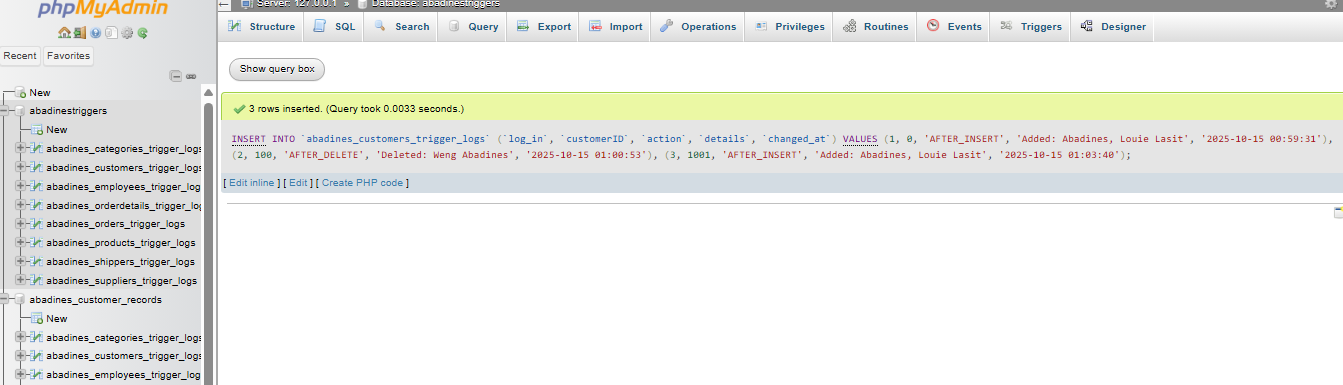 phpMyAdmin
Recent
Favorites
New
abadinestriggers
New
abadines_categories_trigger_logs
abadines_customers_trigger_logs
abadines_employees_trigger_log
abadines_orderdetails_trigger_log
abadines_orders_trigger_logs
abadines_products_trigger_logs
abadines_shippers_trigger_logs
abadines_suppliers_trigger_logs
abadines_customer_records
New
abadines_categories_trigger_logs
abadines_customers_trigger_logs
abadines_employees_trigger_log
Server: 127.0.0.1 » Database: abadinestriggers
Structure SQL Search Query Export Import Operations Privileges Routines Events Triggers Designer
Show query box
3 rows inserted. (Query took 0.0033 seconds.)
INSERT INTO `abadines_customers_trigger_logs` (`log_in`, `customerID`, `action`, `details`, `changed_at`) VALUES (1, 0, 'AFTER_INSERT', 'Added: Abadines, Louie Lasit', '2025-10-15 00:59:31'),
(2, 100, 'AFTER_DELETE', 'Deleted: Weng Abadines', '2025-10-15 01:00:53'), (3, 1001, 'AFTER_INSERT', 'Added: Abadines, Louie Lasit', '2025-10-15 01:03:40');
[ Edit inline ] [ Edit ] [ Create PHP code ]